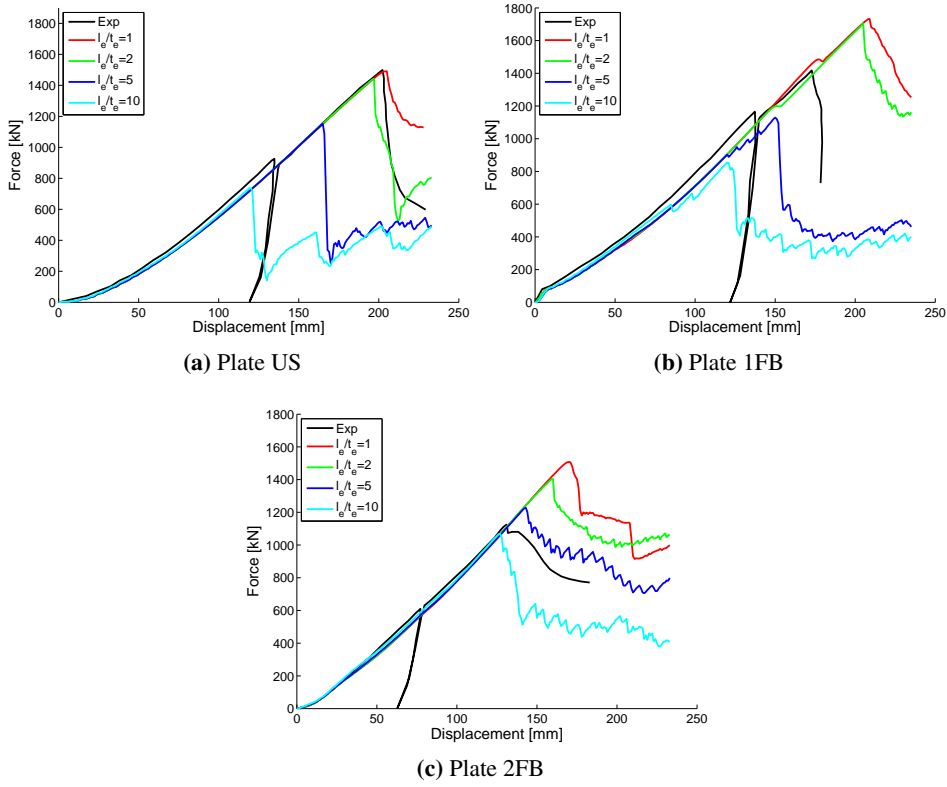 1800
1600
1400
1200
1000
800
600
400
200
0
Force [kN]
Exp
l_e/t_e=1
l_e/t_e=2
l_e/t_e=5
l_e/t_e=10
0 50 100 150 200 250
Displacement [mm]
(a) Plate US
1800
1600
1400
1200
1000
800
600
400
200
0
Force [kN]
Exp
l_e/t_e=1
l_e/t_e=2
l_e/t_e=5
l_e/t_e=10
0 50 100 150 200 250
Displacement [mm]
(b) Plate 1FB
1800
1600
1400
1200
1000
800
600
400
200
0
Force [kN]
Exp
l_e/t_e=1
l_e/t_e=2
l_e/t_e=5
l_e/t_e=10
0 50 100 150 200 250
Displacement [mm]
(c) Plate 2FB